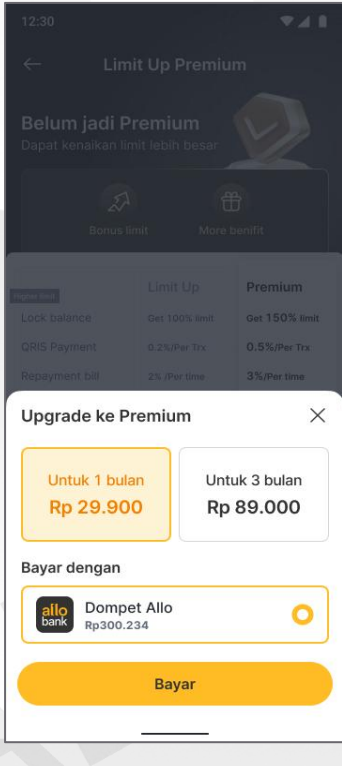 12:30
Limit Up Premium
Belum jadi Premium
Dapat kenaikan limit lebih besar
Bonus limit
More benifit
Limit Up
Premium
Higher limit
Lock balance
Get 100% limit
Get 150% limit
QRIS Payment
0.2%/Per Trx
0.5%/Per Trx
Repayment bill
2% /Per time
3%/Per time
Upgrade ke Premium
Untuk 1 bulan
Rp 29.900
Untuk 3 bulan
Rp 89.000
Bayar dengan
allo
bank
Dompet Allo
Rp300.234
Bayar